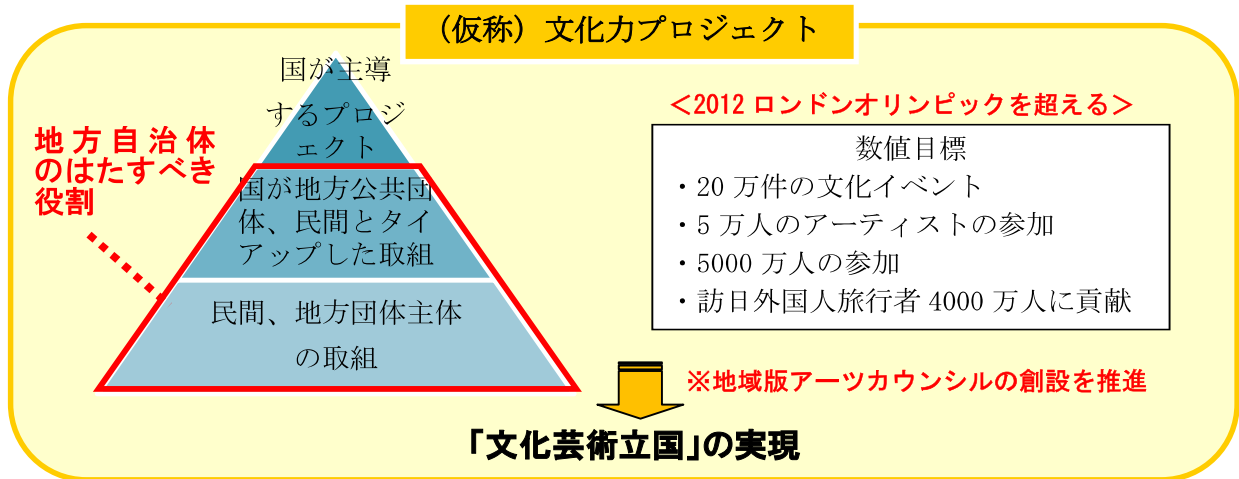 （仮称）文化力プロジェクト
国が主導
するプロジ
ェクト
国が地方公共団
体、民間とタイ
アップした取組
民間、地方団体主体
の取組
地方自治体
のはたすべき
役割
＜2012 ロンドンオリンピックを超える＞
数値目標
・20 万件の文化イベント
・5 万人のアーティストの参加
・5000 万人の参加
・訪日外国人旅行者 4000 万人に貢献
※地域版アーツカウンシルの創設を推進
「文化芸術立国」の実現